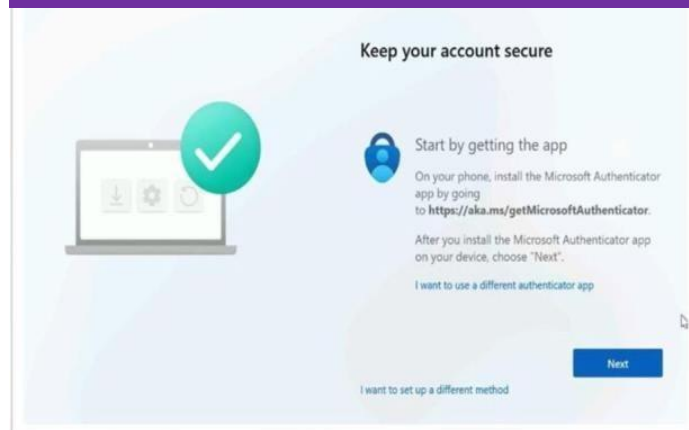 Keep your account secure
Start by getting the app
On your phone, install the Microsoft Authenticator
app by going
to https://aka.ms/getMicrosoftAuthenticator.
After you install the Microsoft Authenticator app
on your device, choose "Next".
I want to use a different authenticator app
Next
I want to set up a different method